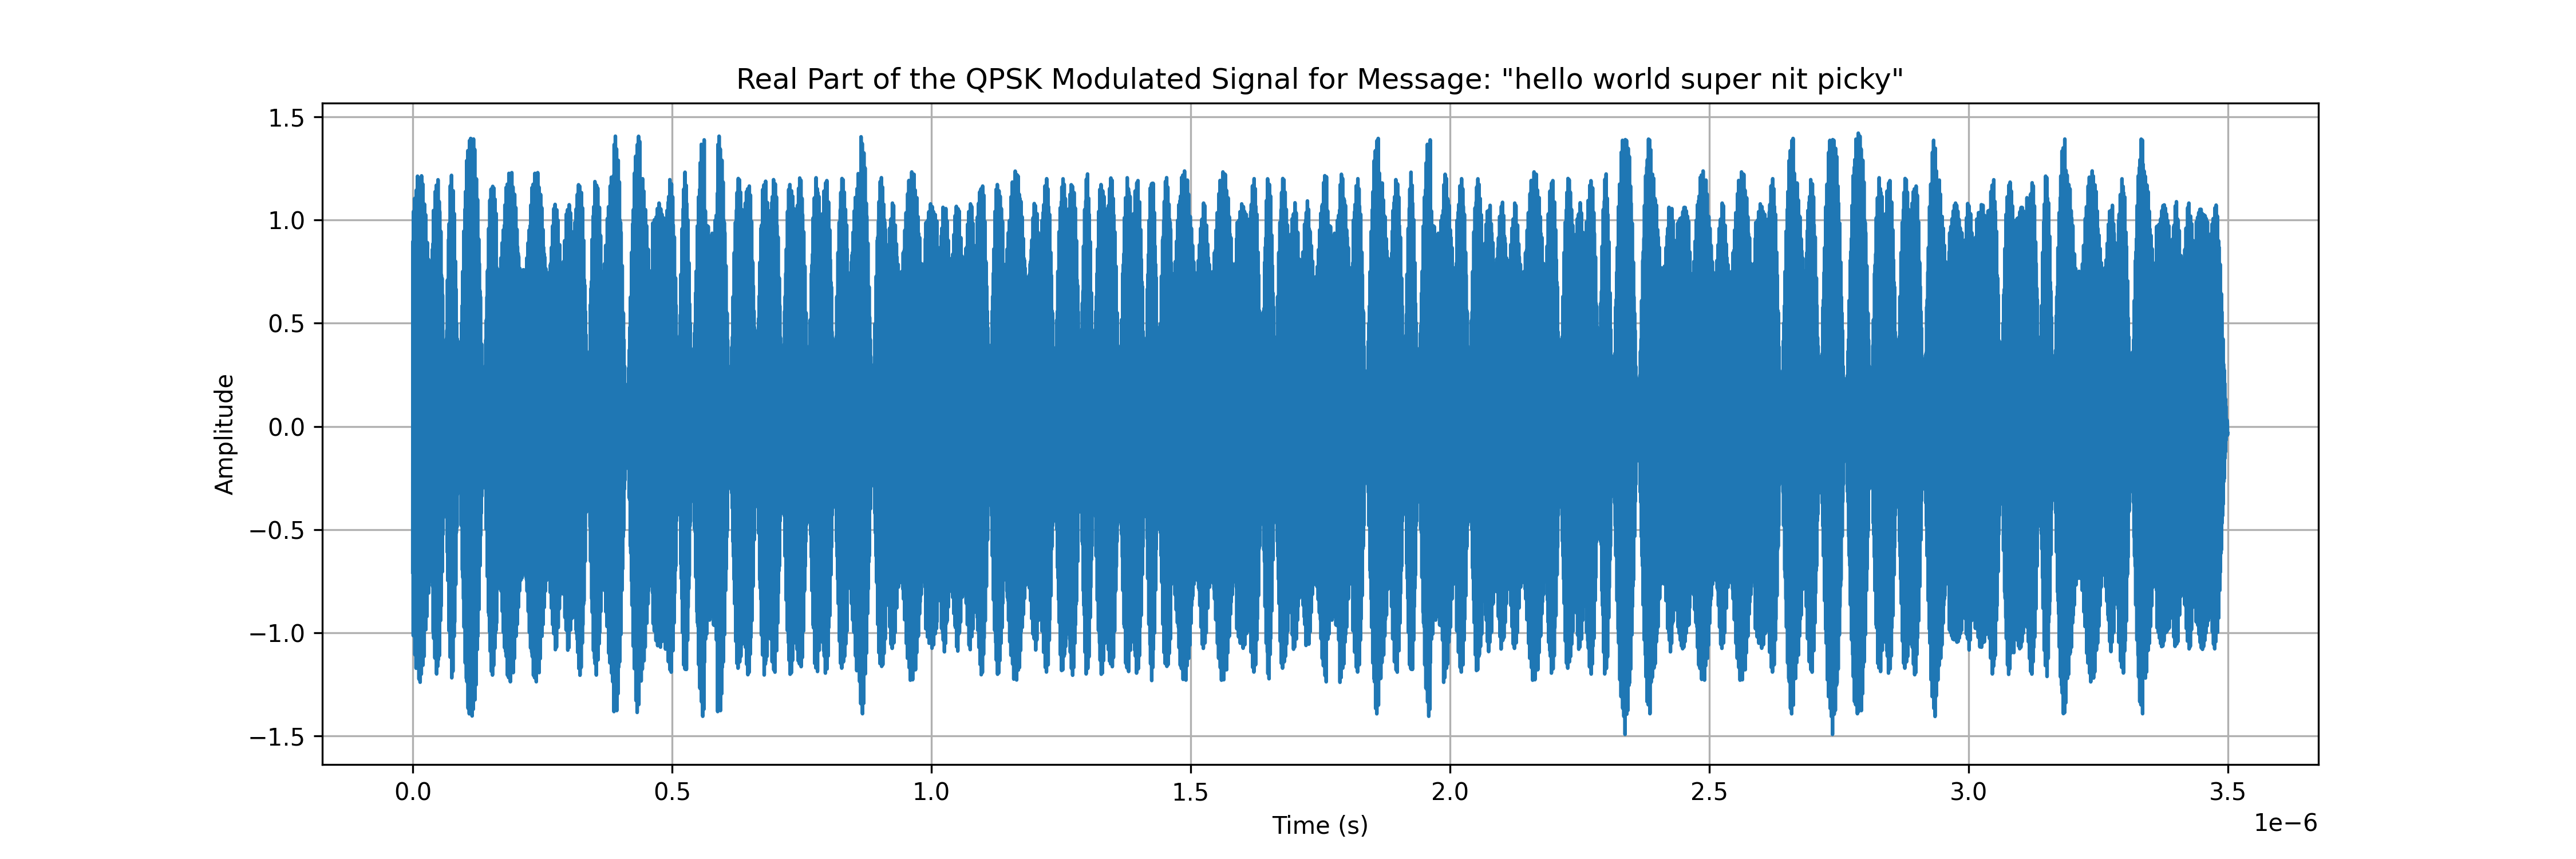 Real Part of the QPSK Modulated Signal for Message: "hello world super nit picky"
1.5
1.0
0.5
0.0
−0.5
−1.0
−1.5
Amplitude
0.0 0.5 1.0 1.5 2.0 2.5 3.0 3.5
Time (s)
1e−6